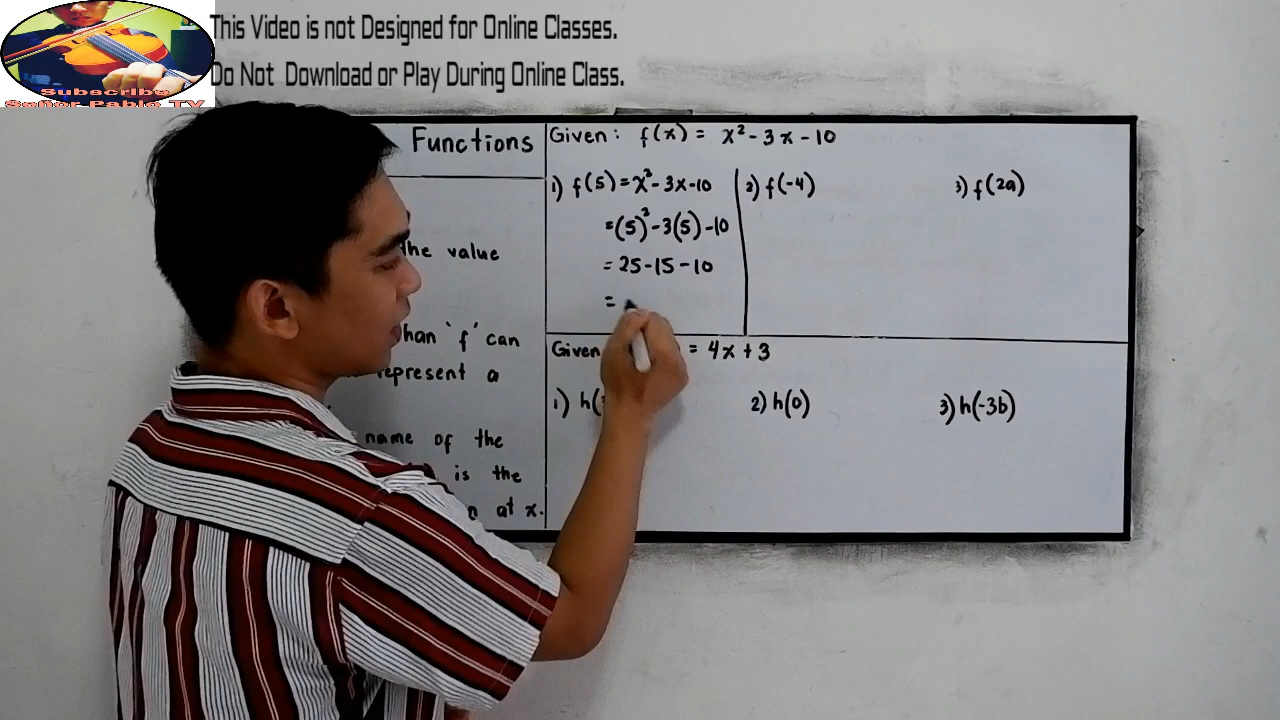 This Video is not Designed for Online Classes.
Do Not Download or Play During Online Class.
Subscribe
Señor Pablo TV
Functions
the value
than 'f' can
represent a
name of the
is the
at x.
Given: f(x) = x² - 3x - 10
1) f(5) = x² - 3x - 10
= (5)² - 3(5) - 10
= 25 - 15 - 10
=
2) f(-4)
3) f(2a)
Given = 4x + 3
1) h(
2) h(0)
3) h(-3b)